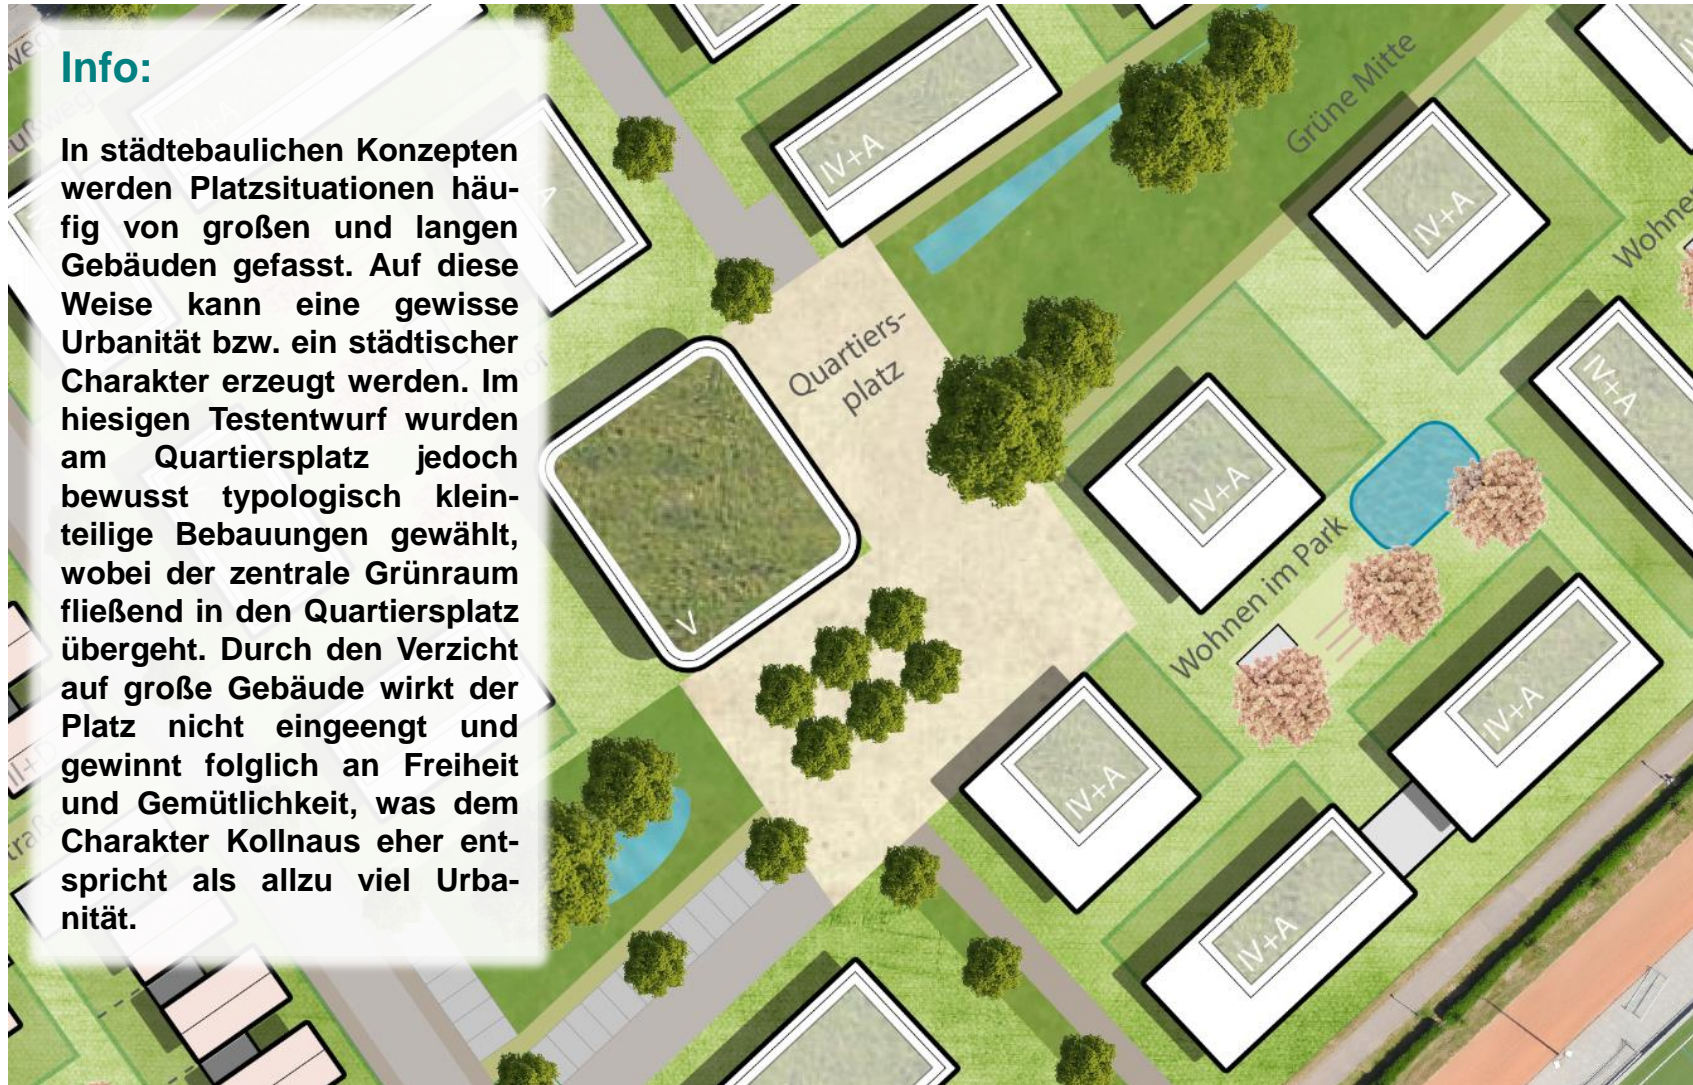 Info:
In städtebaulichen Konzepten
werden Platzsituationen häu-
fig von großen und langen
Gebäuden gefasst. Auf diese
Weise kann eine gewisse
Urbanität bzw. ein städtischer
Charakter erzeugt werden. Im
hiesigen Testentwurf wurden
am Quartiersplatz jedoch
bewusst typologisch klein-
teilige Bebauungen gewählt,
wobei der zentrale Grünraum
fließend in den Quartiersplatz
übergeht. Durch den Verzicht
auf große Gebäude wirkt der
Platz nicht eingeengt und
gewinnt folglich an Freiheit
und Gemütlichkeit, was dem
Charakter Kollnaus eher ent-
spricht als allzu viel Urba-
nität.
IV+A
Grüne Mitte
IV+A
Quartiers-
platz
IV+A
IV+A
V
Wohnen im Park
IV+A
IV+A
IV+A